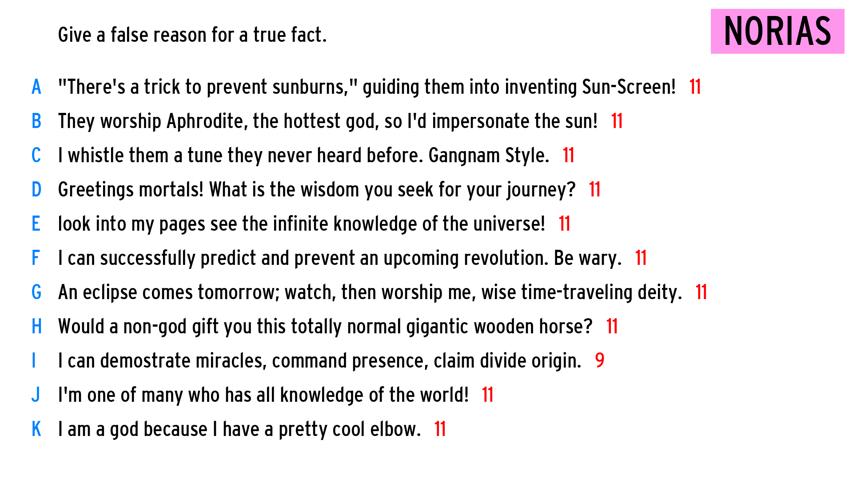 Give a false reason for a true fact.
NORIAS
A "There's a trick to prevent sunburns," guiding them into inventing Sun-Screen! 11
B They worship Aphrodite, the hottest god, so I'd impersonate the sun! 11
C I whistle them a tune they never heard before. Gangnam Style. 11
D Greetings mortals! What is the wisdom you seek for your journey? 11
E look into my pages see the infinite knowledge of the universe! 11
F I can successfully predict and prevent an upcoming revolution. Be wary. 11
G An eclipse comes tomorrow; watch, then worship me, wise time-traveling deity. 11
H Would a non-god gift you this totally normal gigantic wooden horse? 11
I I can demostrate miracles, command presence, claim divide origin. 9
J I'm one of many who has all knowledge of the world! 11
K I am a god because I have a pretty cool elbow. 11